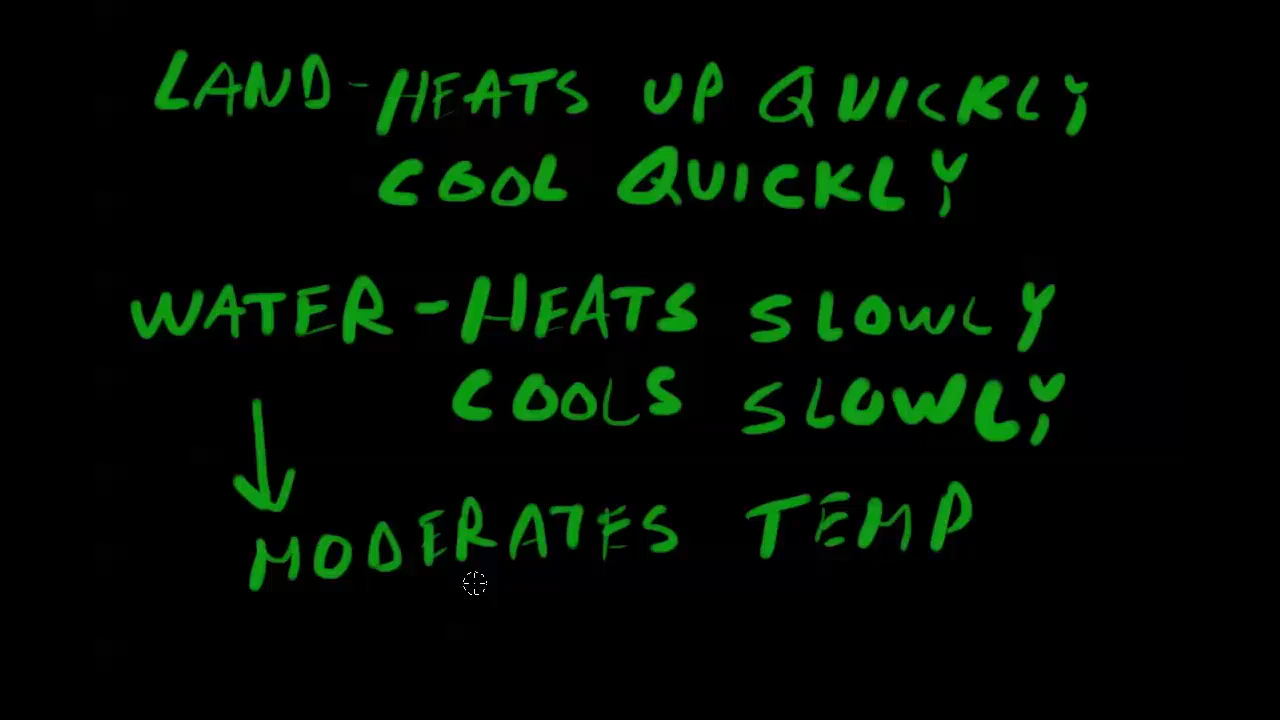 LAND-HEATS UP QUICKLY
COOL QUICKLY
WATER-HEATS SLOWLY
COOLS SLOWLY
MODERATES TEMP